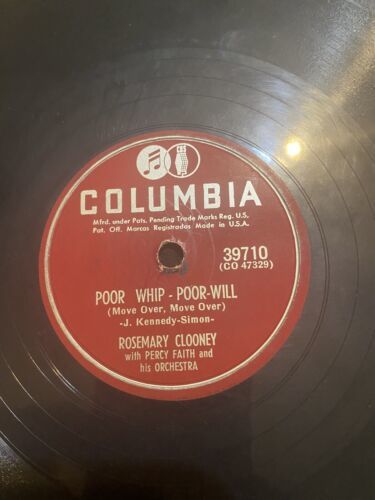 CBS
COLUMBIA
Mfrd. under Pats. Pending Trade Marks Reg. U.S.
Pat. Off. Marcas Registradas Made in U.S.A.
39710
(CO 47329)
POOR WHIP - POOR-WILL
(Move Over, Move Over)
-J. Kennedy-Simon-
ROSEMARY CLOONEY
with PERCY FAITH and
his ORCHESTRA